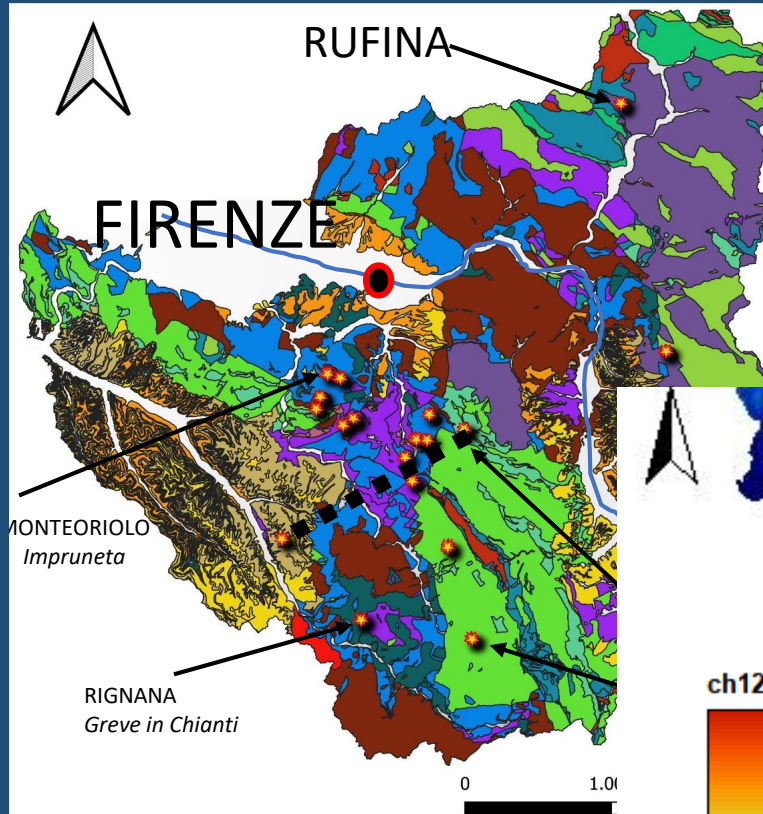 RUFINA
FIRENZE
MONTEORIOLO
Impruneta
RIGNANA
Greve in Chianti
ch12
0